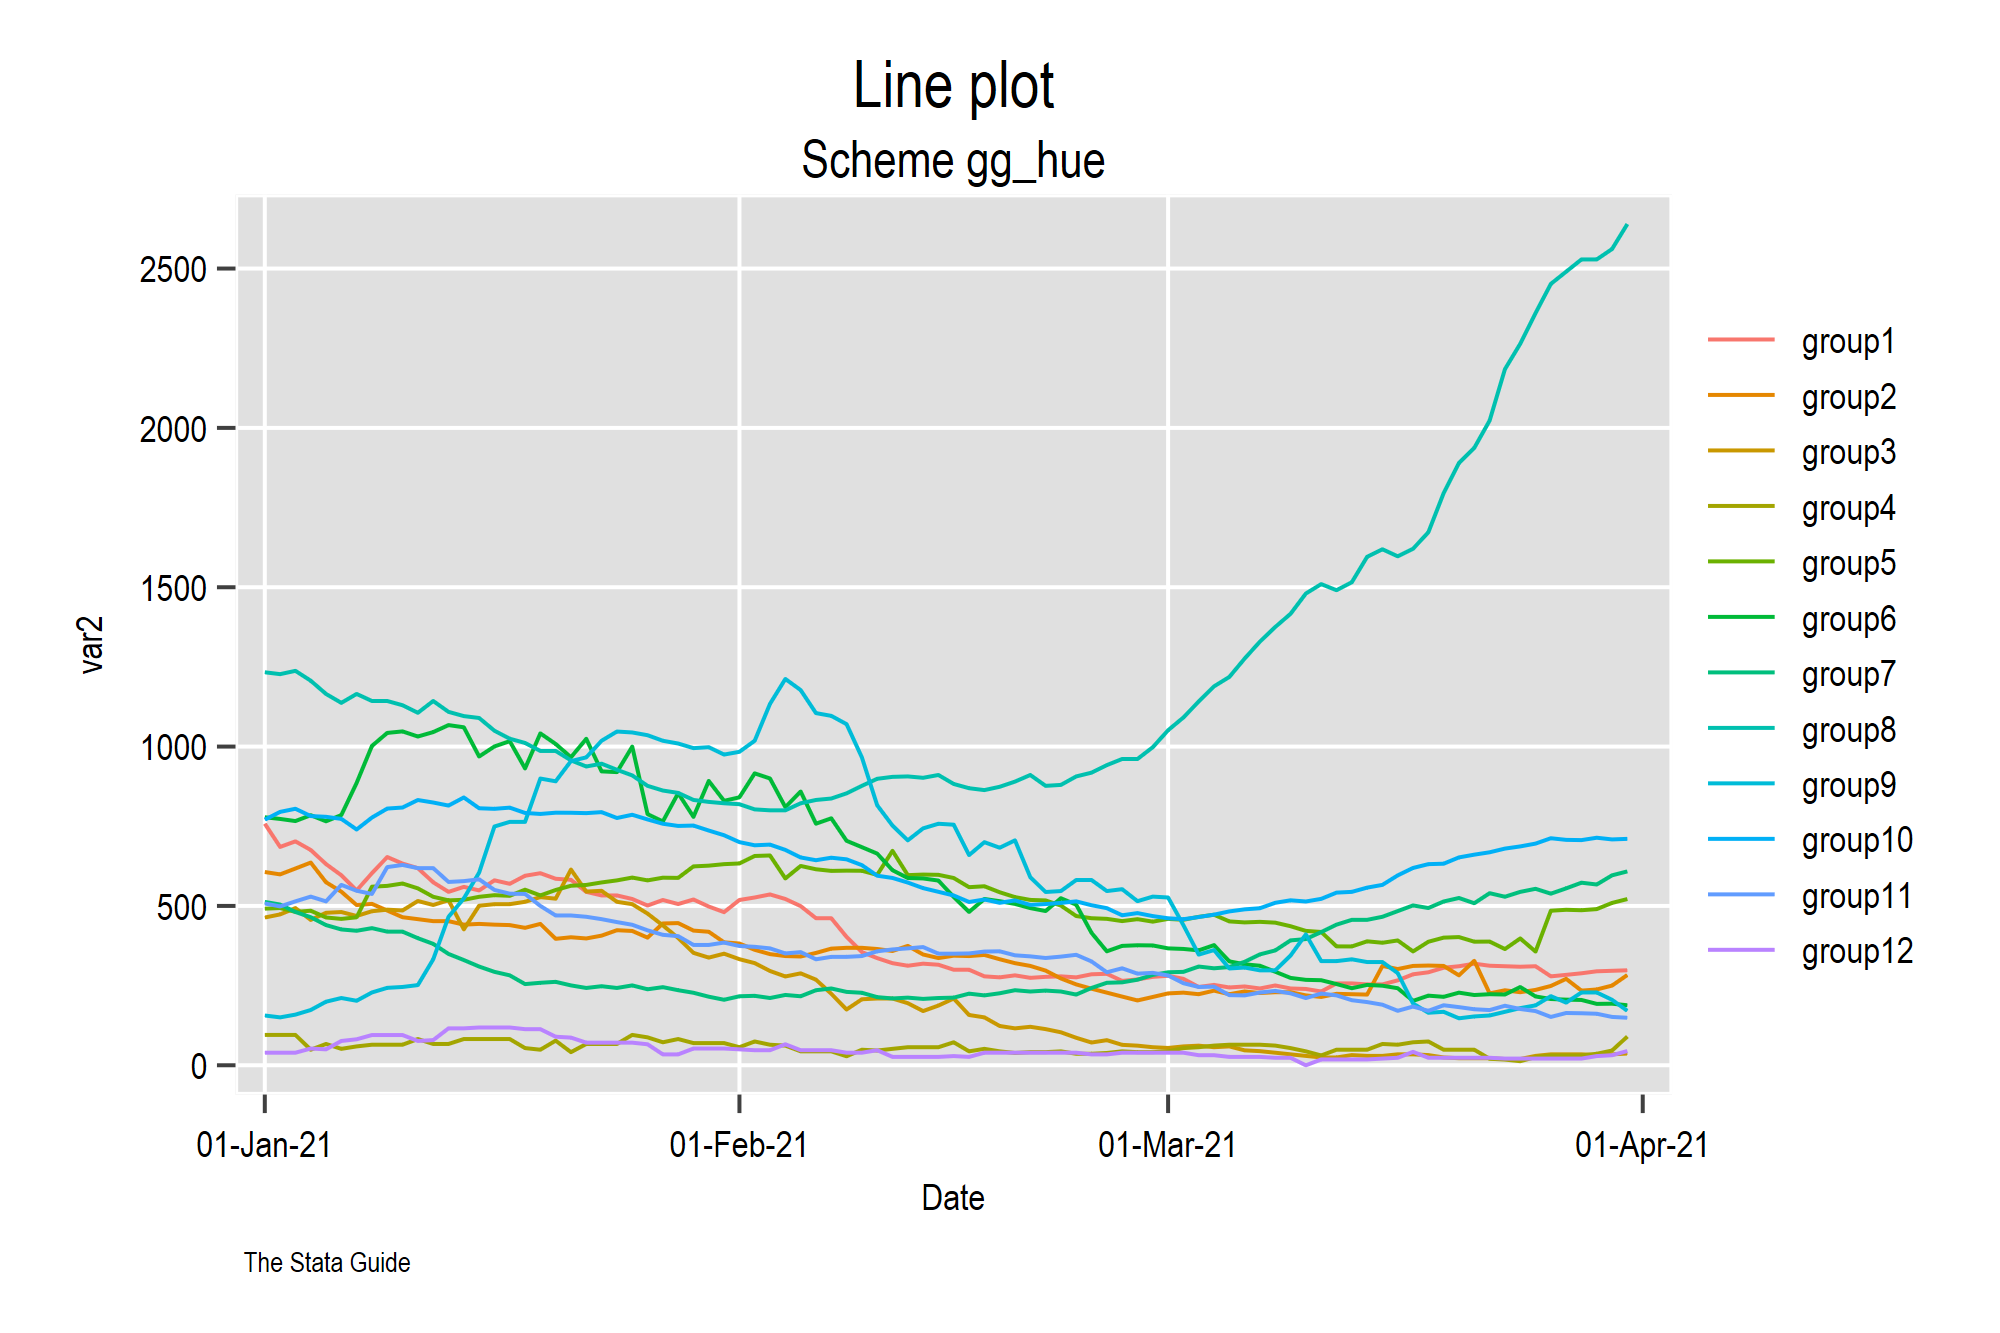 Line plot
Scheme gg_hue
2500
2000
1500
1000
500
0
var2
01-Jan-21
01-Feb-21
01-Mar-21
01-Apr-21
Date
group1
group2
group3
group4
group5
group6
group7
group8
group9
group10
group11
group12
The Stata Guide